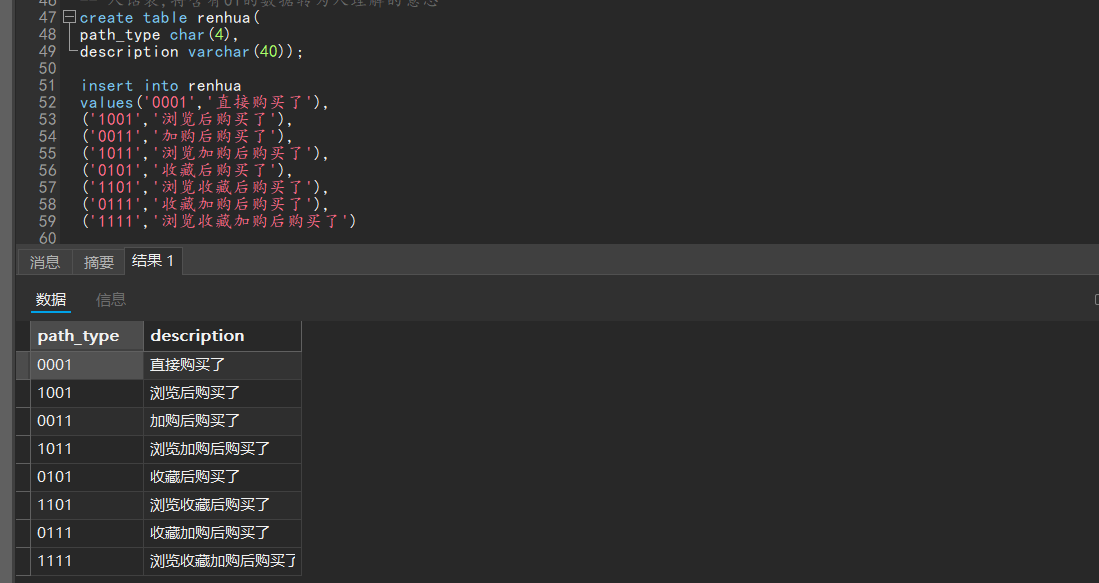 47 create table renhua(
48 path_type char(4),
49 description varchar(40));
50
51 insert into renhua
52 values('0001','直接购买了'),
53 ('1001','浏览后购买了'),
54 ('0011','加购后购买了'),
55 ('1011','浏览加购后购买了'),
56 ('0101','收藏后购买了'),
57 ('1101','浏览收藏后购买了'),
58 ('0111','收藏加购后购买了'),
59 ('1111','浏览收藏加购后购买了')
60
消息 摘要 结果 1
数据 信息
path_type description
0001 直接购买了
1001 浏览后购买了
0011 加购后购买了
1011 浏览加购后购买了
0101 收藏后购买了
1101 浏览收藏后购买了
0111 收藏加购后购买了
1111 浏览收藏加购后购买了